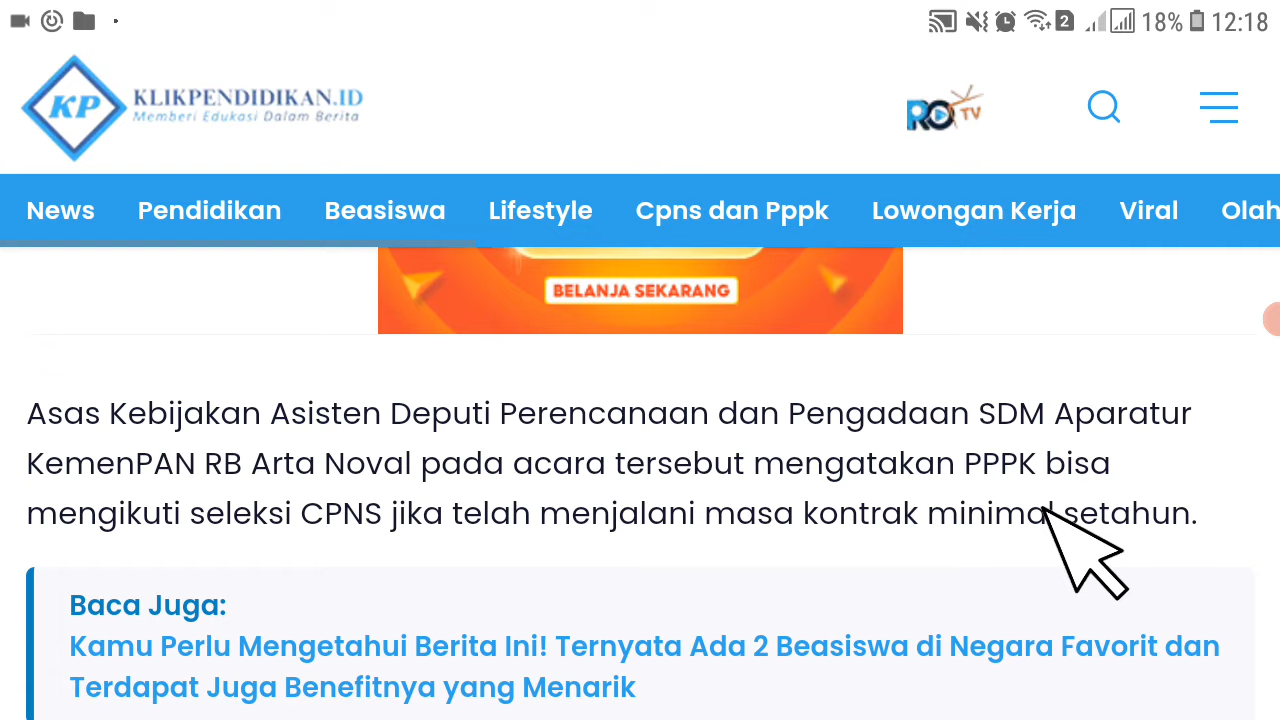 2 18% 12:18
KP KLIKPENDIDIKAN.ID
Memberi Edukasi Dalam Berita
RO TV
News Pendidikan Beasiswa Lifestyle Cpns dan Pppk Lowongan Kerja Viral Olah
BELANJA SEKARANG
Asas Kebijakan Asisten Deputi Perencanaan dan Pengadaan SDM Aparatur
KemenPAN RB Arta Noval pada acara tersebut mengatakan PPPK bisa
mengikuti seleksi CPNS jika telah menjalani masa kontrak minimal setahun.
Baca Juga:
Kamu Perlu Mengetahui Berita Ini! Ternyata Ada 2 Beasiswa di Negara Favorit dan
Terdapat Juga Benefitnya yang Menarik